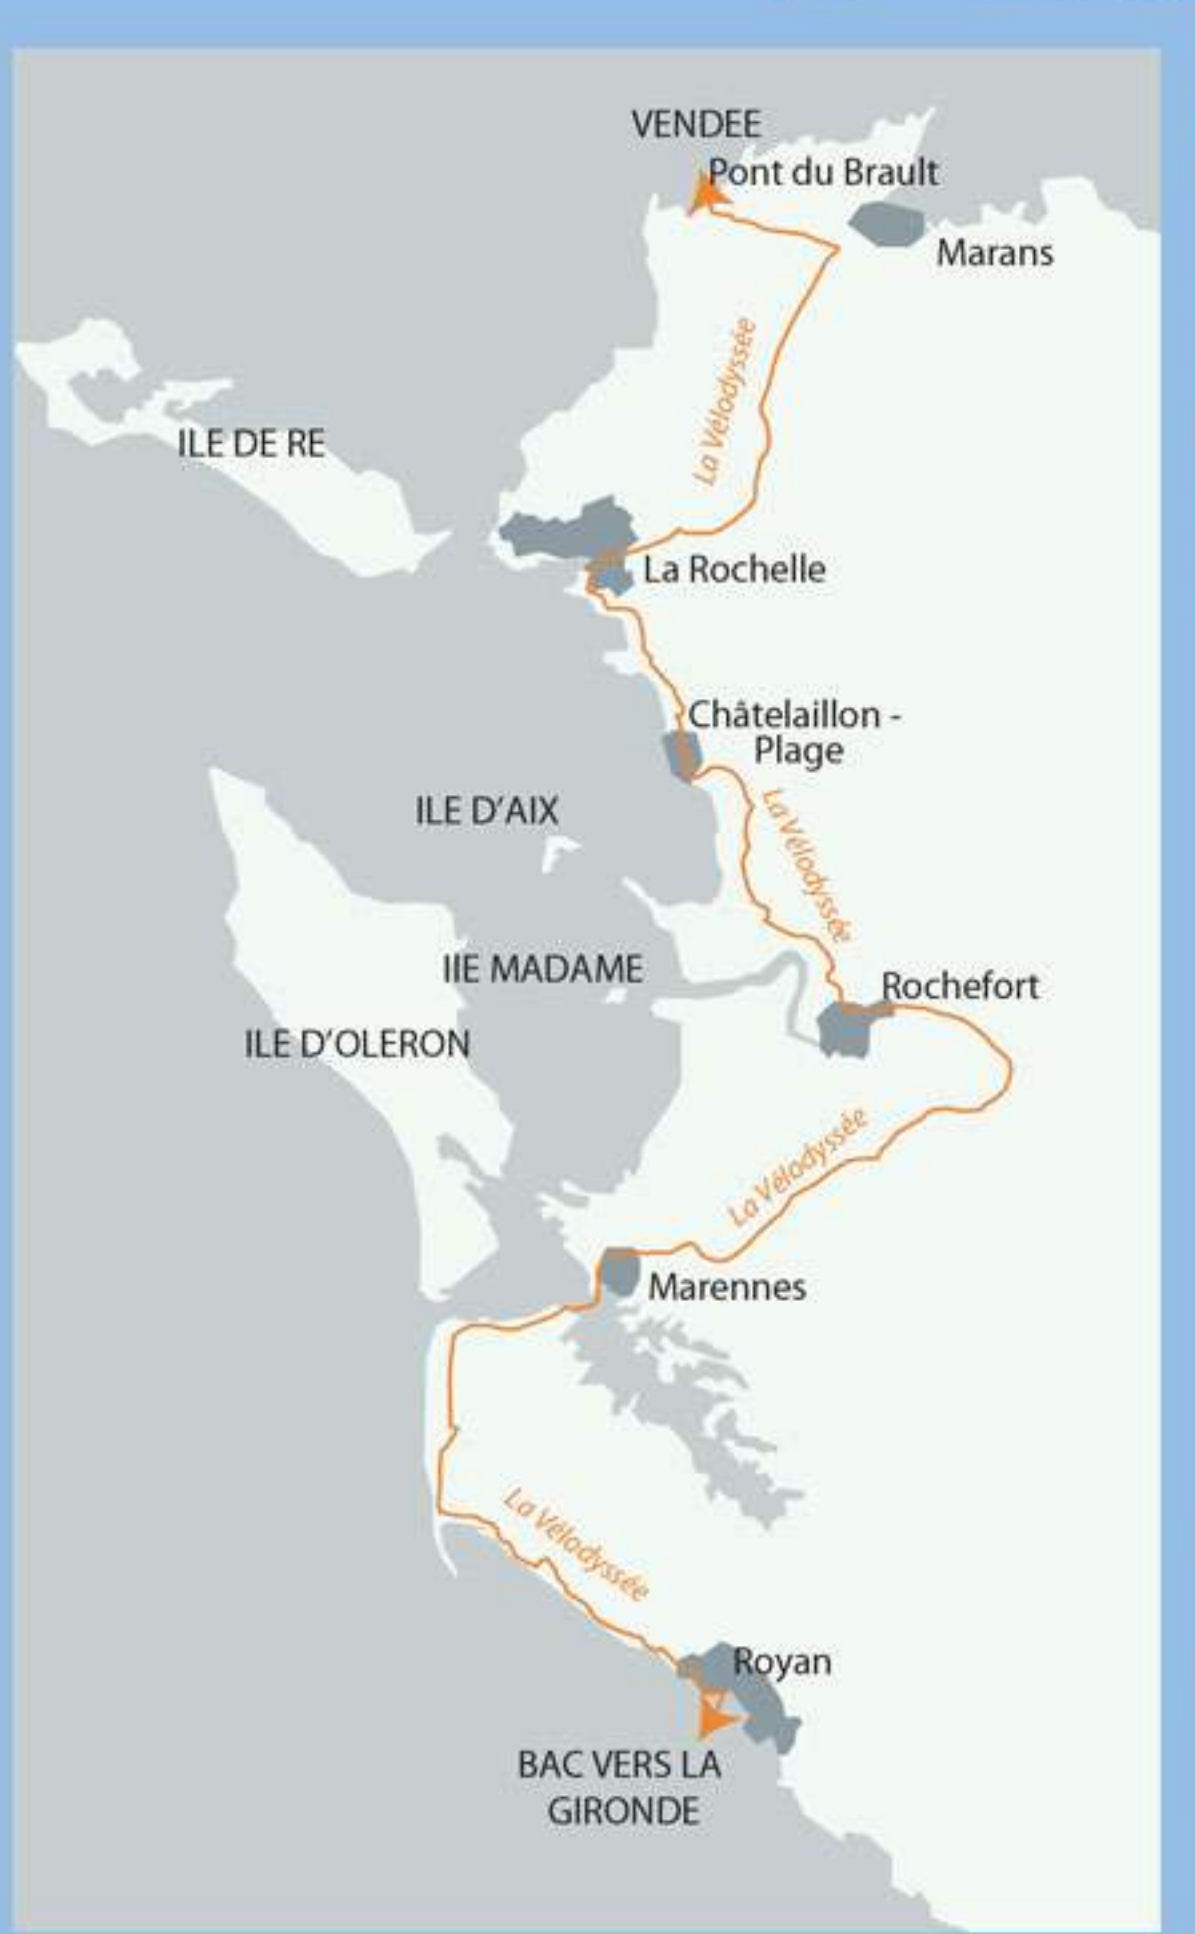 VENDEE
Pont du Brault
Marans
La Vélodyssée
ILE DE RE
La Rochelle
Châtelaillon -
Plage
La Vélodyssée
ILE D'AIX
IIE MADAME
Rochefort
ILE D'OLERON
La Vélodyssée
Marennes
La Vélodyssée
Royan
BAC VERS LA
GIRONDE